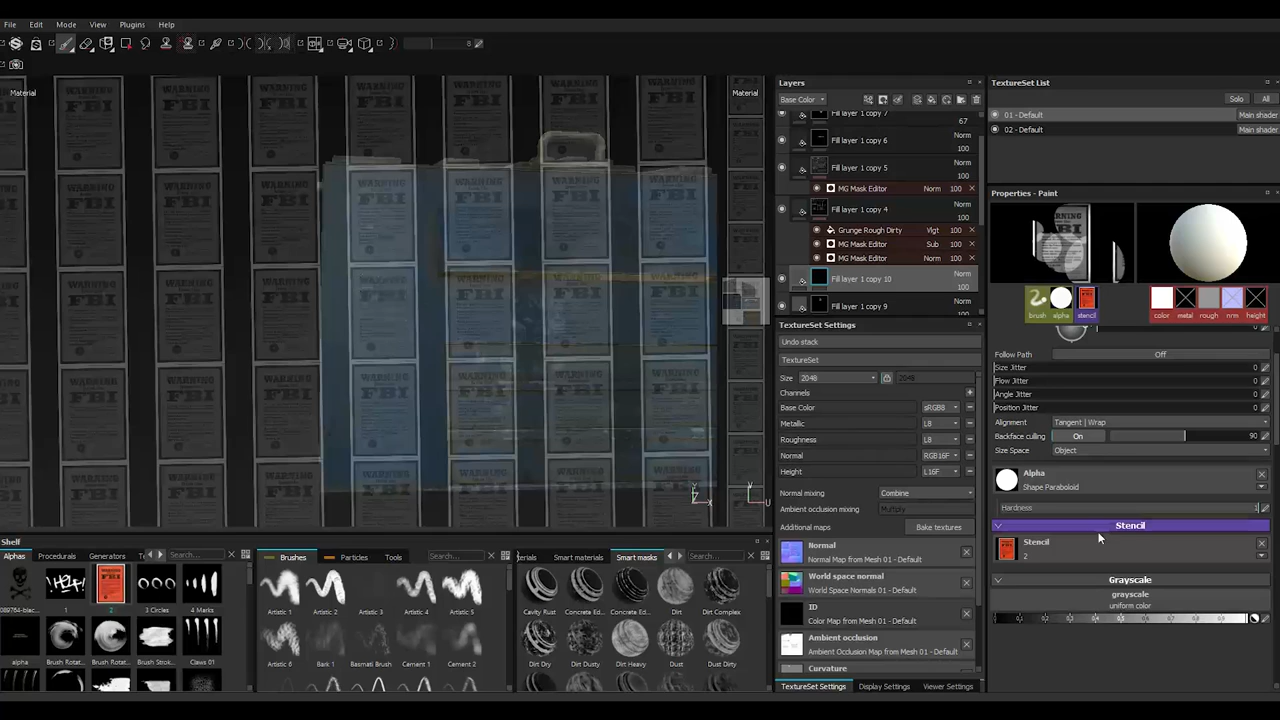 File Edit Mode View Plugins Help
8
Material
Material
WARNING
FBI
Layers
Base Color
Fill layer 1 copy 7
67
Fill layer 1 copy 6 Norm 100
Fill layer 1 copy 5 Norm 100
MG Mask Editor Norm 100
Fill layer 1 copy 4 Norm 100
Grunge Rough Dirty Vlgt 100
MG Mask Editor Sub 100
MG Mask Editor Norm 100
Fill layer 1 copy 10 Norm 100
Fill layer 1 copy 9 Norm 100
TextureSet Settings
Undo stack
TextureSet
Size 2048 2048
Channels
Base Color sRGB8
Metallic L8
Roughness L8
Normal RGB16F
Height L16F
Normal mixing Combine
Ambient occlusion mixing Multiply
Additional maps Bake textures
Normal
Normal Map from Mesh 01 - Default
World space normal
World Space Normals 01 - Default
ID
Color Map from Mesh 01 - Default
Ambient occlusion
Ambient Occlusion Map from Mesh 01 - Default
Curvature
TextureSet Settings Display Settings Viewer Settings
TextureSet List
Solo All
01 - Default Main shader
02 - Default Main shader
Properties - Paint
brush alpha stencil color metal rough nrm height
Follow Path Off
Size Jitter 0
Flow Jitter 0
Angle Jitter 0
Position Jitter 0
Alignment Tangent | Wrap
Backface culling On 90
Size Space Object
Alpha
Shape Paraboloid
Hardness 1
Stencil
Stencil
2
Grayscale
grayscale
uniform color
Shelf
Alphas Procedurals Generators Search...
1 2 3 Circles 4 Marks
alpha Brush Rotat... Brush Rotat... Brush Strok... Claws 01
Brushes Particles Tools Search...
Artistic 1 Artistic 2 Artistic 3 Artistic 4 Artistic 5
Artistic 6 Bark 1 Basmati Brush Cement 1 Cement 2
Smart materials Smart masks Search...
Cavity Rust Concrete Ed... Concrete Ed... Dirt Dirt Complex
Dirt Dry Dirt Dusty Dirt Heavy Dust Dust Dirty